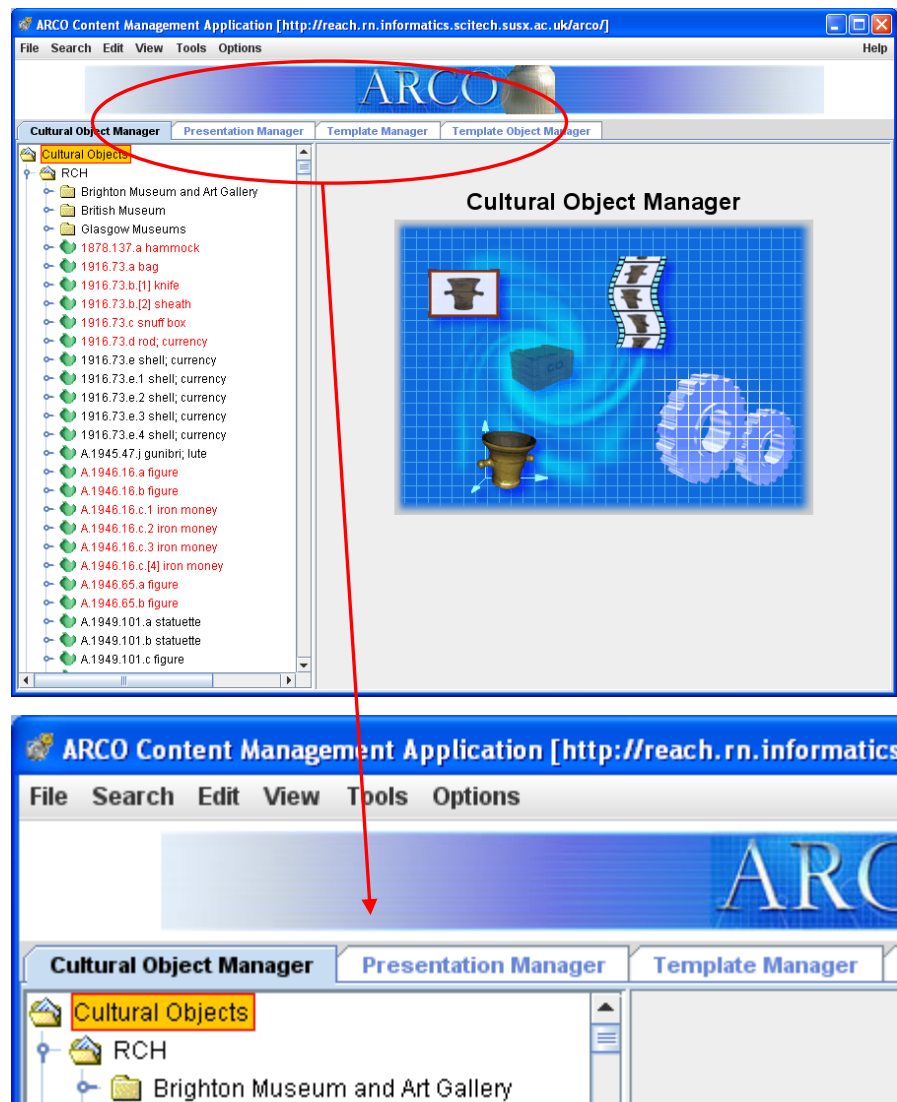 ARCO Content Management Application [http://reach.rn.informatics.scitech.susx.ac.uk/arco/]
File Search Edit View Tools Options Help
ARCO
Cultural Object Manager Presentation Manager Template Manager Template Object Manager
Cultural Objects
RCH
Brighton Museum and Art Gallery
British Museum
Glasgow Museums
1878.137.a hammock
1916.73.a bag
1916.73.b.[1] knife
1916.73.b.[2] sheath
1916.73.c snuff box
1916.73.d rod; currency
1916.73.e shell; currency
1916.73.e.1 shell; currency
1916.73.e.2 shell; currency
1916.73.e.3 shell; currency
1916.73.e.4 shell; currency
A.1945.47.j gunibri; lute
A.1946.16.a figure
A.1946.16.b figure
A.1946.16.c.1 iron money
A.1946.16.c.2 iron money
A.1946.16.c.3 iron money
A.1946.16.c.[4] iron money
A.1946.65.a figure
A.1946.65.b figure
A.1949.101.a statuette
A.1949.101.b statuette
A.1949.101.c figure
Cultural Object Manager
CO
ARCO Content Management Application [http://reach.rn.informatics
File Search Edit View Tools Options
ARC
Cultural Object Manager Presentation Manager Template Manager
Cultural Objects
RCH
Brighton Museum and Art Gallery